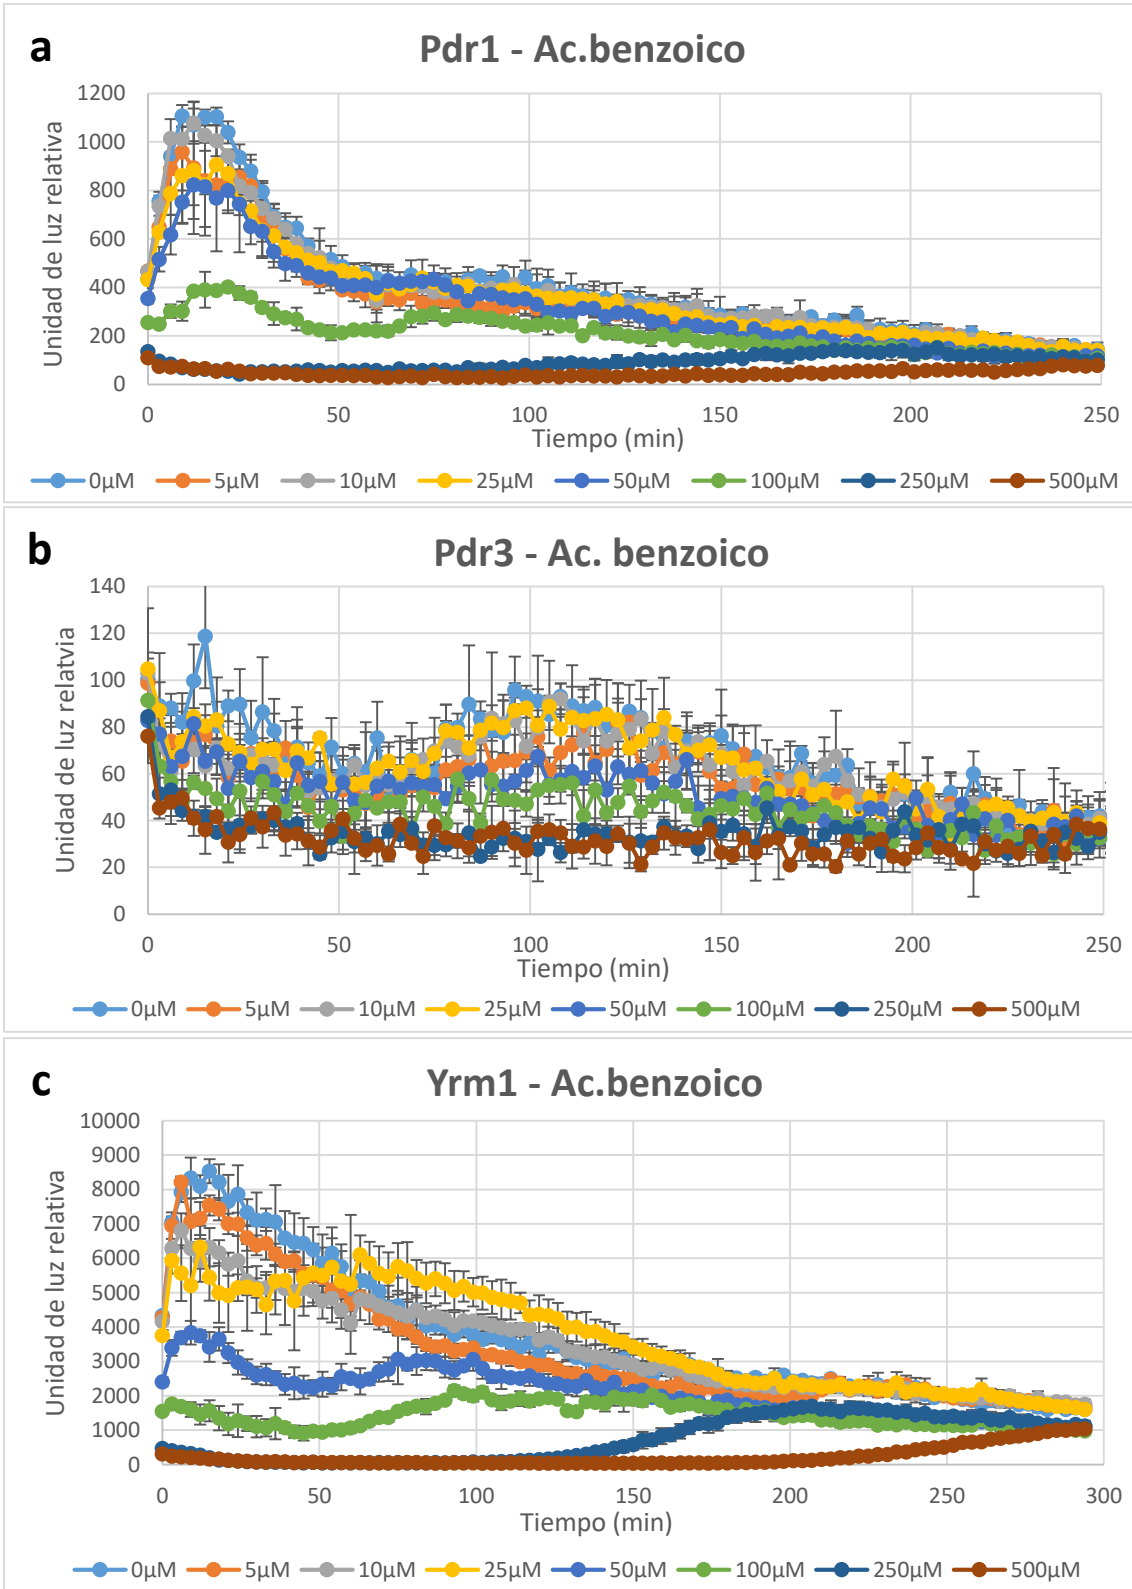 a
Pdr1 - Ac.benzoico
Unidad de luz relativa
1200
1000
800
600
400
200
0
0 50 100 150 200 250
Tiempo (min)
0µM 5µM 10µM 25µM 50µM 100µM 250µM 500µM
b
Pdr3 - Ac. benzoico
Unidad de luz relatvia
140
120
100
80
60
40
20
0
0 50 100 150 200 250
Tiempo (min)
0µM 5µM 10µM 25µM 50µM 100µM 250µM 500µM
c
Yrm1 - Ac.benzoico
Unidad de luz relativa
10000
9000
8000
7000
6000
5000
4000
3000
2000
1000
0
0 50 100 150 200 250 300
Tiempo (min)
0µM 5µM 10µM 25µM 50µM 100µM 250µM 500µM